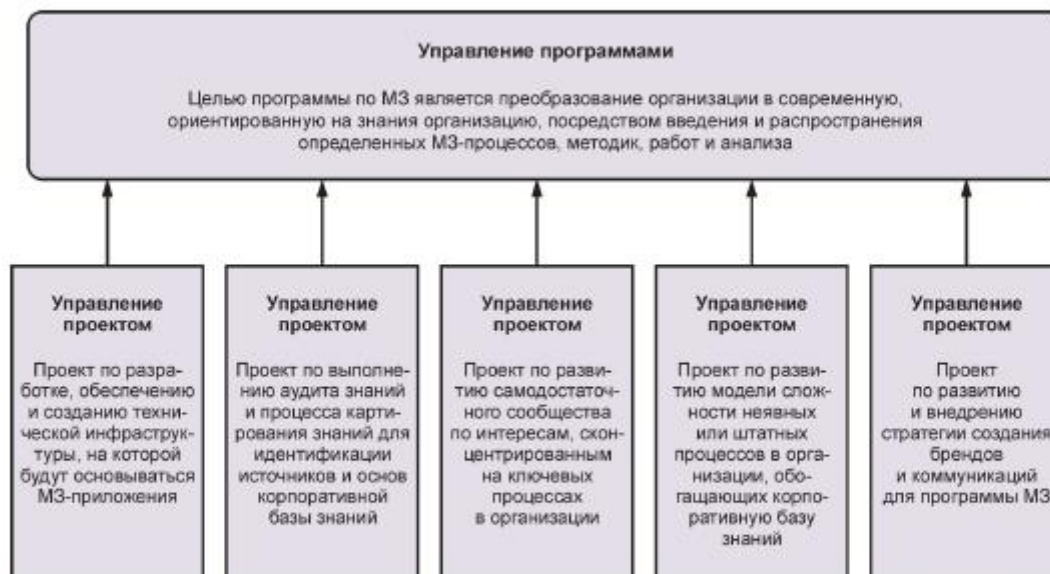 Управление программами
Целью программы по МЗ является преобразование организации в современную,
ориентированную на знания организацию, посредством введения и распространения
определенных МЗ-процессов, методик, работ и анализа
Управление
проектом
Проект по разра-
ботке, обеспечению
и созданию техни-
ческой инфраструк-
туры, на которой
будут основываться
МЗ-приложения
Управление
проектом
Проект по выполне-
нию аудита знаний
и процесса карти-
рования знаний для
идентификации
источников и основ
корпоративной
базы знаний
Управление
проектом
Проект по разви-
тию самодостаточ-
ного сообщества
по интересам, скон-
центрированным
на ключевых
процессах
в организации
Управление
проектом
Проект по разви-
тию модели слож-
ности неявных
или штатных
процессов в орга-
низации, обо-
гащающих корпо-
ративную базу
знаний
Управление
проектом
Проект
по развитию
и внедрению
стратегии создания
брендов
и коммуникаций
для программы МЗ